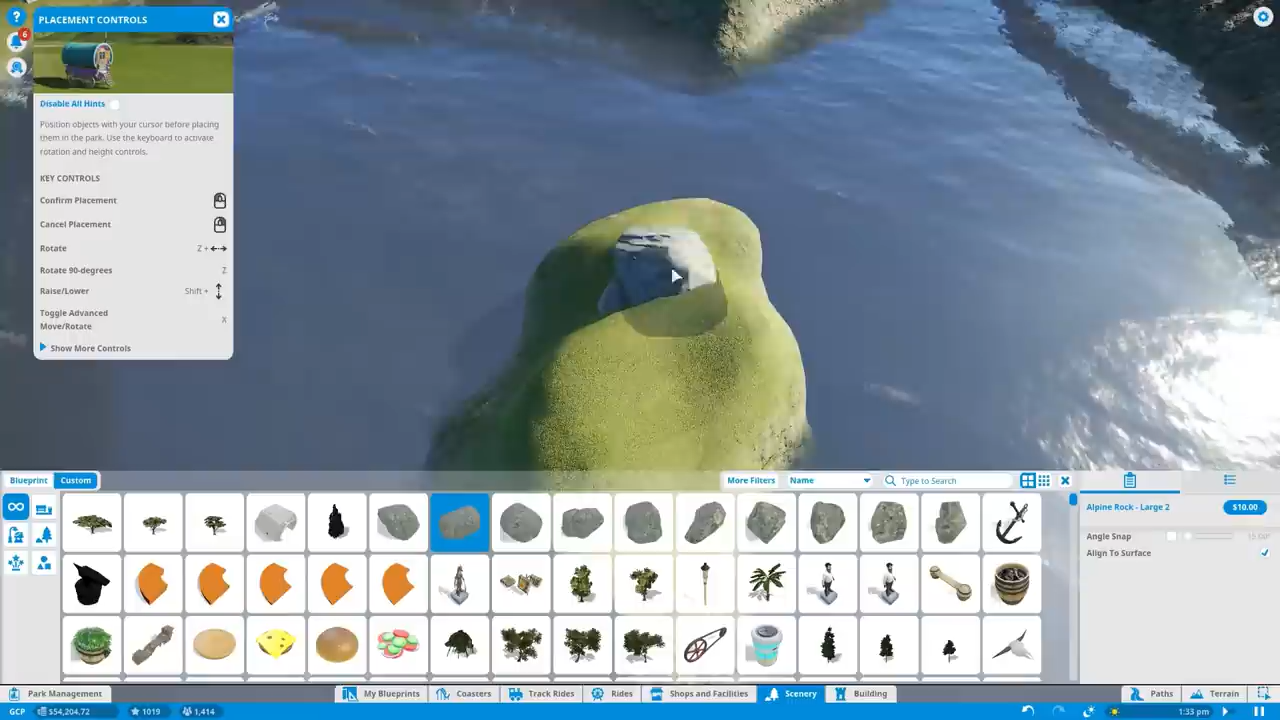 ?
6
PLACEMENT CONTROLS
Disable All Hints
Position objects with your cursor before placing
them in the park. Use the keyboard to activate
rotation and height controls.
KEY CONTROLS
Confirm Placement
Cancel Placement
Rotate Z +
Rotate 90-degrees Z
Raise/Lower Shift +
Toggle Advanced
Move/Rotate X
Show More Controls
Blueprint Custom More Filters Name Type to Search
Alpine Rock - Large 2 $10.00
Angle Snap
Align To Surface
Park Management My Blueprints Coasters Track Rides Rides Shops and Facilities Scenery Building Paths Terrain
GCP $54,204.72 1019 1,414 1:33 pm